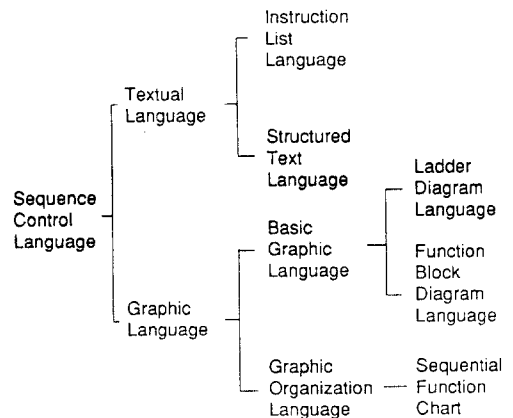 Instruction
List
Language
Textual
Language
Structured
Text
Language
Sequence
Control
Language
Ladder
Diagram
Language
Basic
Graphic
Language
Function
Block
Diagram
Language
Graphic
Language
Graphic
Organization
Language
Sequential
Function
Chart